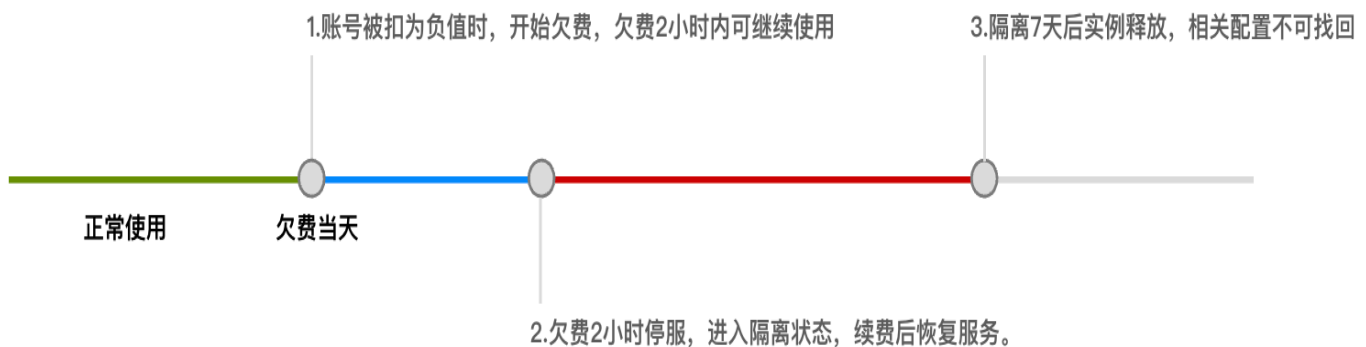 1.账号被扣为负值时，开始欠费，欠费2小时内可继续使用
3.隔离7天后实例释放，相关配置不可找回
正常使用
欠费当天
2.欠费2小时停服，进入隔离状态，续费后恢复服务。